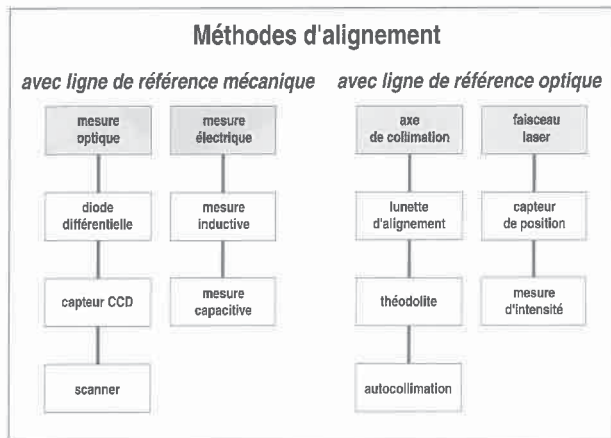 Méthodes d'alignement
avec ligne de référence mécanique
avec ligne de référence optique
mesure
optique
mesure
électrique
axe
de collimation
faisceau
laser
diode
différentielle
mesure
inductive
lunette
d'alignement
capteur
de position
capteur CCD
mesure
capacitive
théodolite
mesure
d'intensité
scanner
autocollimation